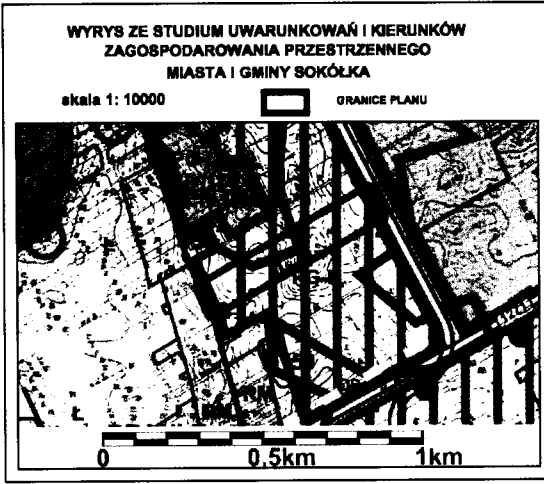 WYRYS ZE STUDIUM UWARUNKOWAŃ I KIERUNKÓW
ZAGOSPODAROWANIA PRZESTRZENNEGO
MIASTA I GMINY SOKÓŁKA
skala 1: 10000
GRANICE PLANU
0 0,5km 1km